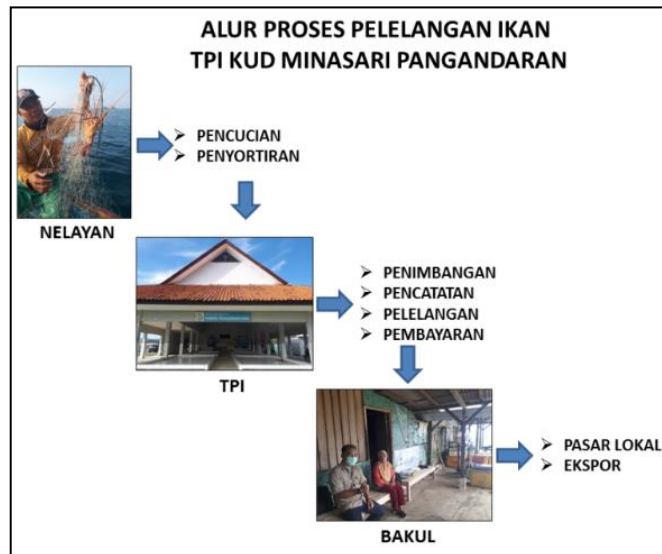 ALUR PROSES PELELANGAN IKAN
TPI KUD MINASARI PANGANDARAN
PENCUCIAN
PENYORTIRAN
NELAYAN
PENIMBANGAN
PENCATATAN
PELELANGAN
PEMBAYARAN
TPI
PASAR LOKAL
EKSPOR
BAKUL